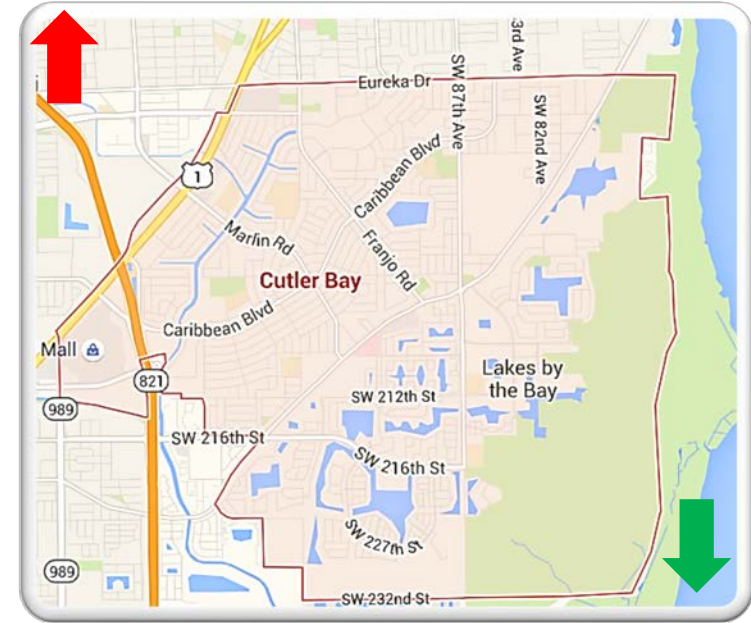 3rd Ave
Eureka Dr
SW 87th Ave
SW 82nd Ave
1
Caribbean Blvd
Marlin Rd
Franjo Rd
Cutler Bay
Caribbean Blvd
Mall
821
Lakes by
the Bay
989
SW 212th St
SW 216th St
SW 216th St
SW 227th St
989
SW 232nd St